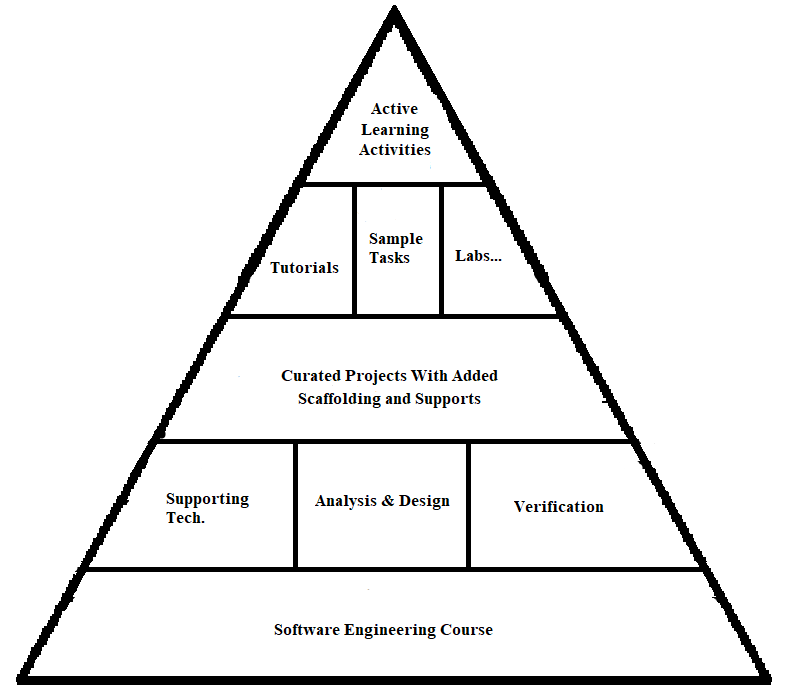 Active
Learning
Activities
Tutorials
Sample
Tasks
Labs...
Curated Projects With Added
Scaffolding and Supports
Supporting
Tech.
Analysis & Design
Verification
Software Engineering Course